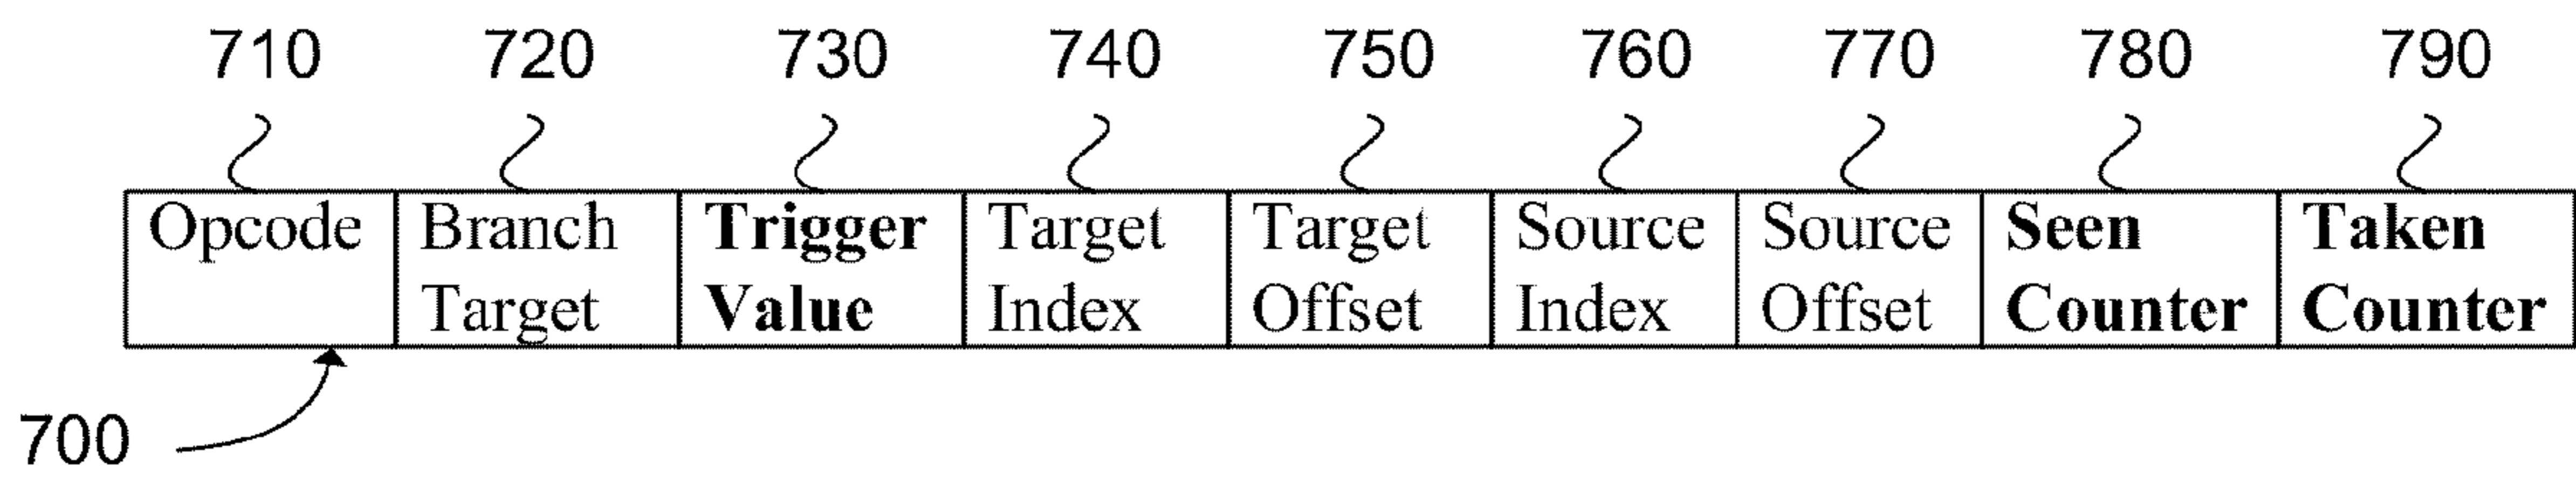 710 720 730 740 750 760 770 780 790
Opcode Branch Trigger Target Target Source Source Seen Taken
Target Value Index Offset Index Offset Counter Counter
700